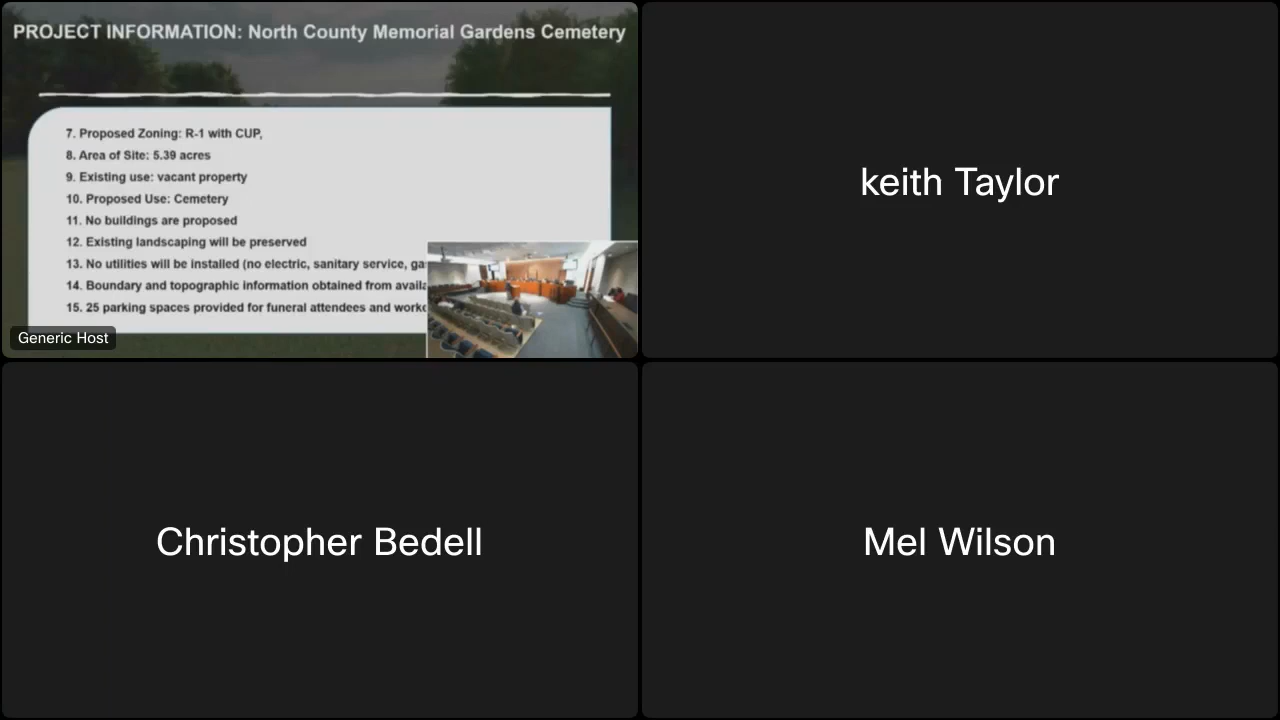 PROJECT INFORMATION: North County Memorial Gardens Cemetery
7. Proposed Zoning: R-1 with CUP,
8. Area of Site: 5.39 acres
9. Existing use: vacant property
10. Proposed Use: Cemetery
11. No buildings are proposed
12. Existing landscaping will be preserved
13. No utilities will be installed (no electric, sanitary service,
14. Boundary and topographic information obtained from
15. 25 parking spaces provided for funeral attendees and
Generic Host
keith Taylor
Christopher Bedell
Mel Wilson